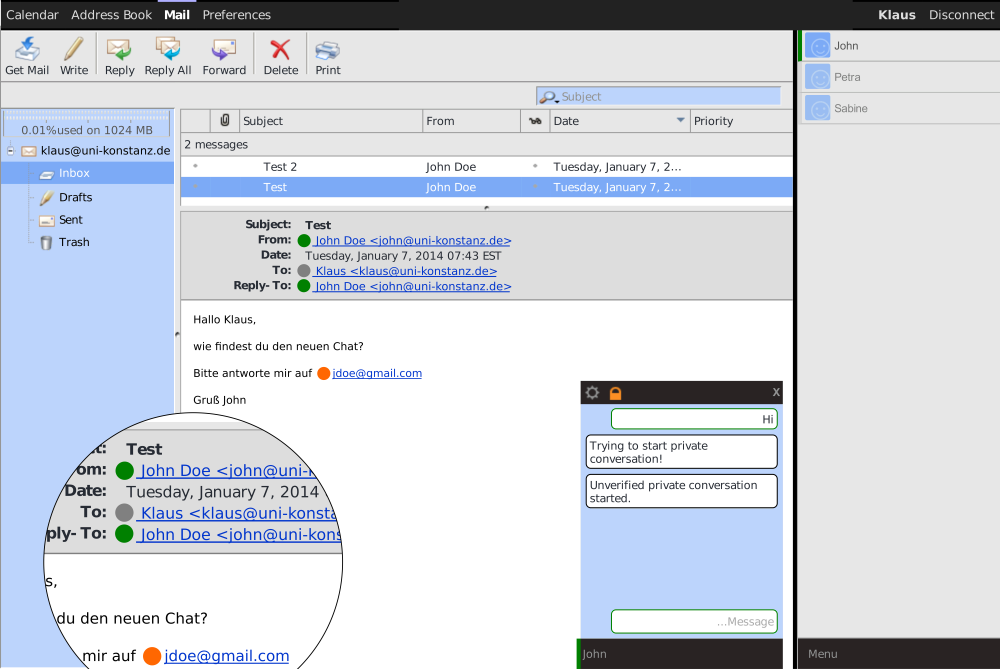 Calendar Address Book Mail Preferences
Klaus Disconnect
Get Mail Write Reply Reply All Forward Delete Print
Subject
0.01%used on 1024 MB
klaus@uni-konstanz.de
Inbox
Drafts
Sent
Trash
Subject From Date Priority
2 messages
Test 2 John Doe Tuesday, January 7, 2...
Test John Doe Tuesday, January 7, 2...
Subject: Test
From: John Doe <john@uni-konstanz.de>
Date: Tuesday, January 7, 2014 07:43 EST
To: Klaus <klaus@uni-konstanz.de>
Reply- To: John Doe <john@uni-konstanz.de>
Hallo Klaus,
wie findest du den neuen Chat?
Bitte antworte mir auf jdoe@gmail.com
Gruß John
t: Test
om: John Doe <john@uni-k
Date: Tuesday, January 7, 2014
To: Klaus <klaus@uni-konsta
ply- To: John Doe <john@uni-kons
s,
du den neuen Chat?
mir auf jdoe@gmail.com
X
Hi
Trying to start private
conversation!
Unverified private conversation
started.
...Message
John
John
Petra
Sabine
Menu